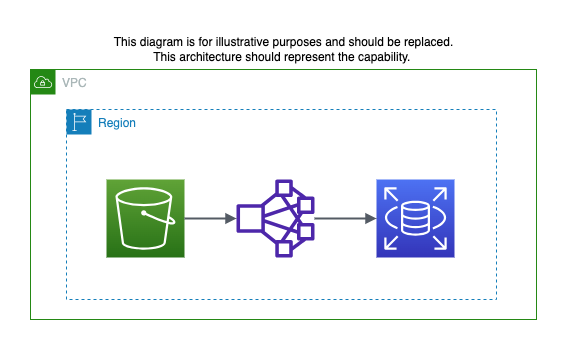 This diagram is for illustrative purposes and should be replaced.
This architecture should represent the capability.
VPC
Region